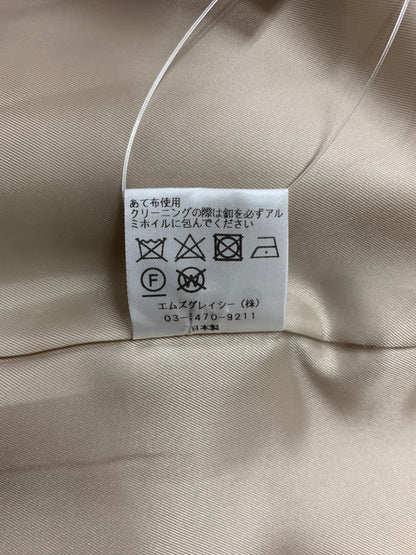 あて布使用
クリーニングの際は釦を必ずアル
ミホイルに包んでください
F W
エムズグレイシー(株)
03-3470-9211
日本製